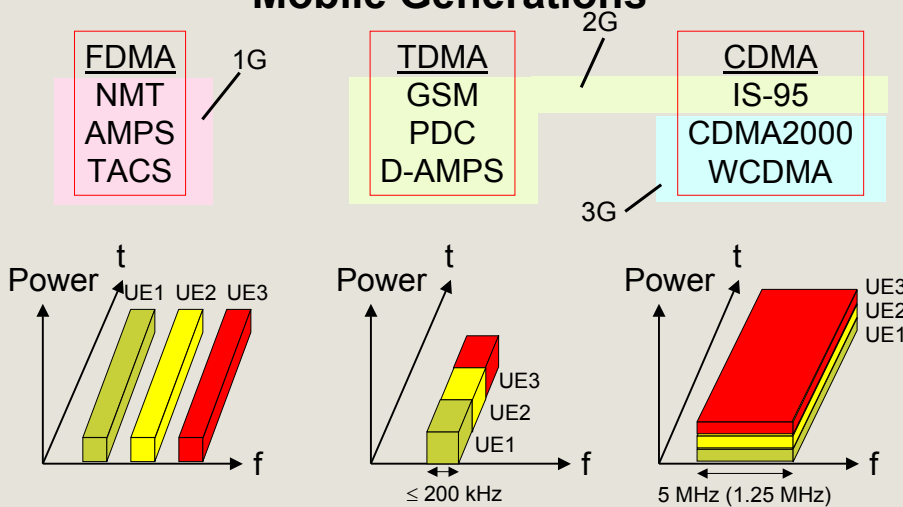 Mobile Generations
2G
FDMA
NMT
AMPS
TACS
1G
TDMA
GSM
PDC
D-AMPS
CDMA
IS-95
CDMA2000
WCDMA
3G
Power
t
UE1 UE2 UE3
f
Power
t
UE3
UE2
UE1
f
≤ 200 kHz
Power
t
UE3
UE2
UE1
f
5 MHz (1.25 MHz)